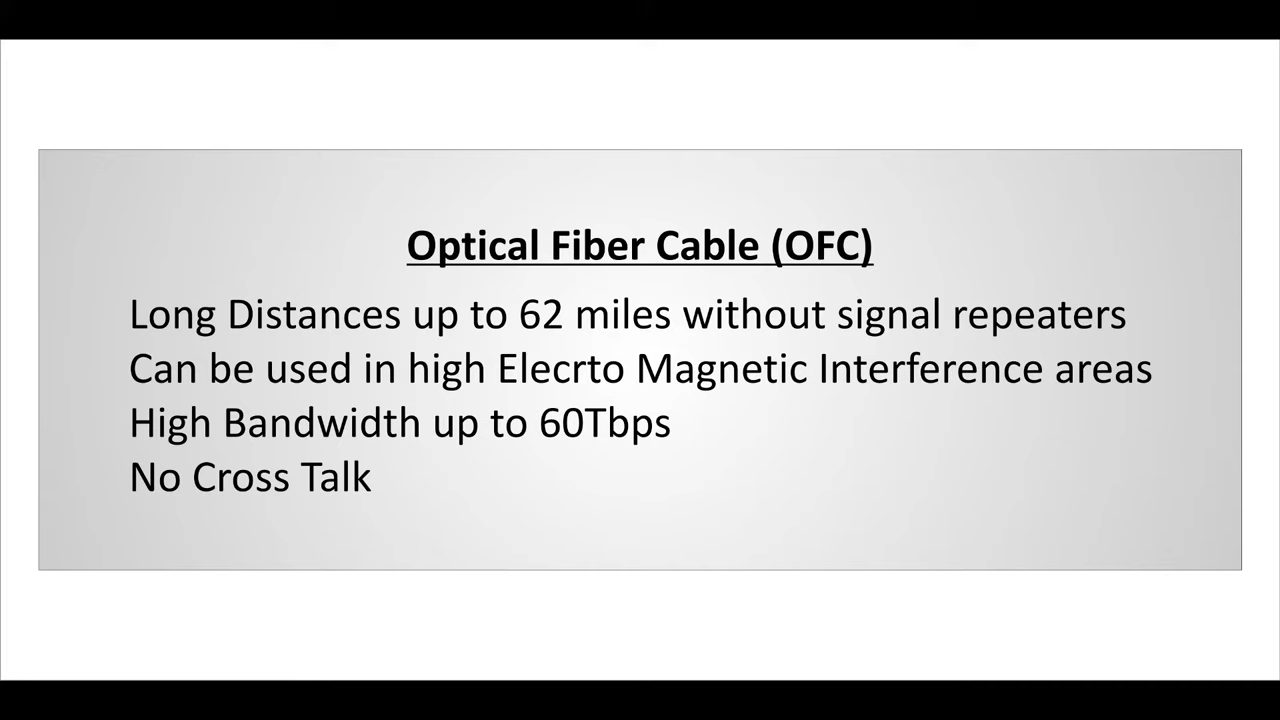 Optical Fiber Cable (OFC)
Long Distances up to 62 miles without signal repeaters
Can be used in high Elecrto Magnetic Interference areas
High Bandwidth up to 60Tbps
No Cross Talk